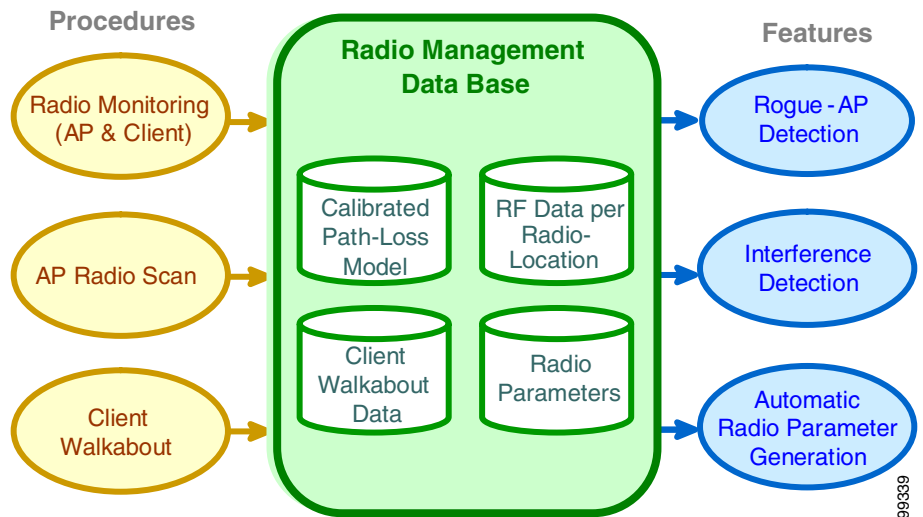 Procedures
Radio Monitoring
(AP & Client)
AP Radio Scan
Client
Walkabout
Radio Management
Data Base
Calibrated
Path-Loss
Model
RF Data per
Radio-
Location
Client
Walkabout
Data
Radio
Parameters
Features
Rogue-AP
Detection
Interference
Detection
Automatic
Radio Parameter
Generation
99339